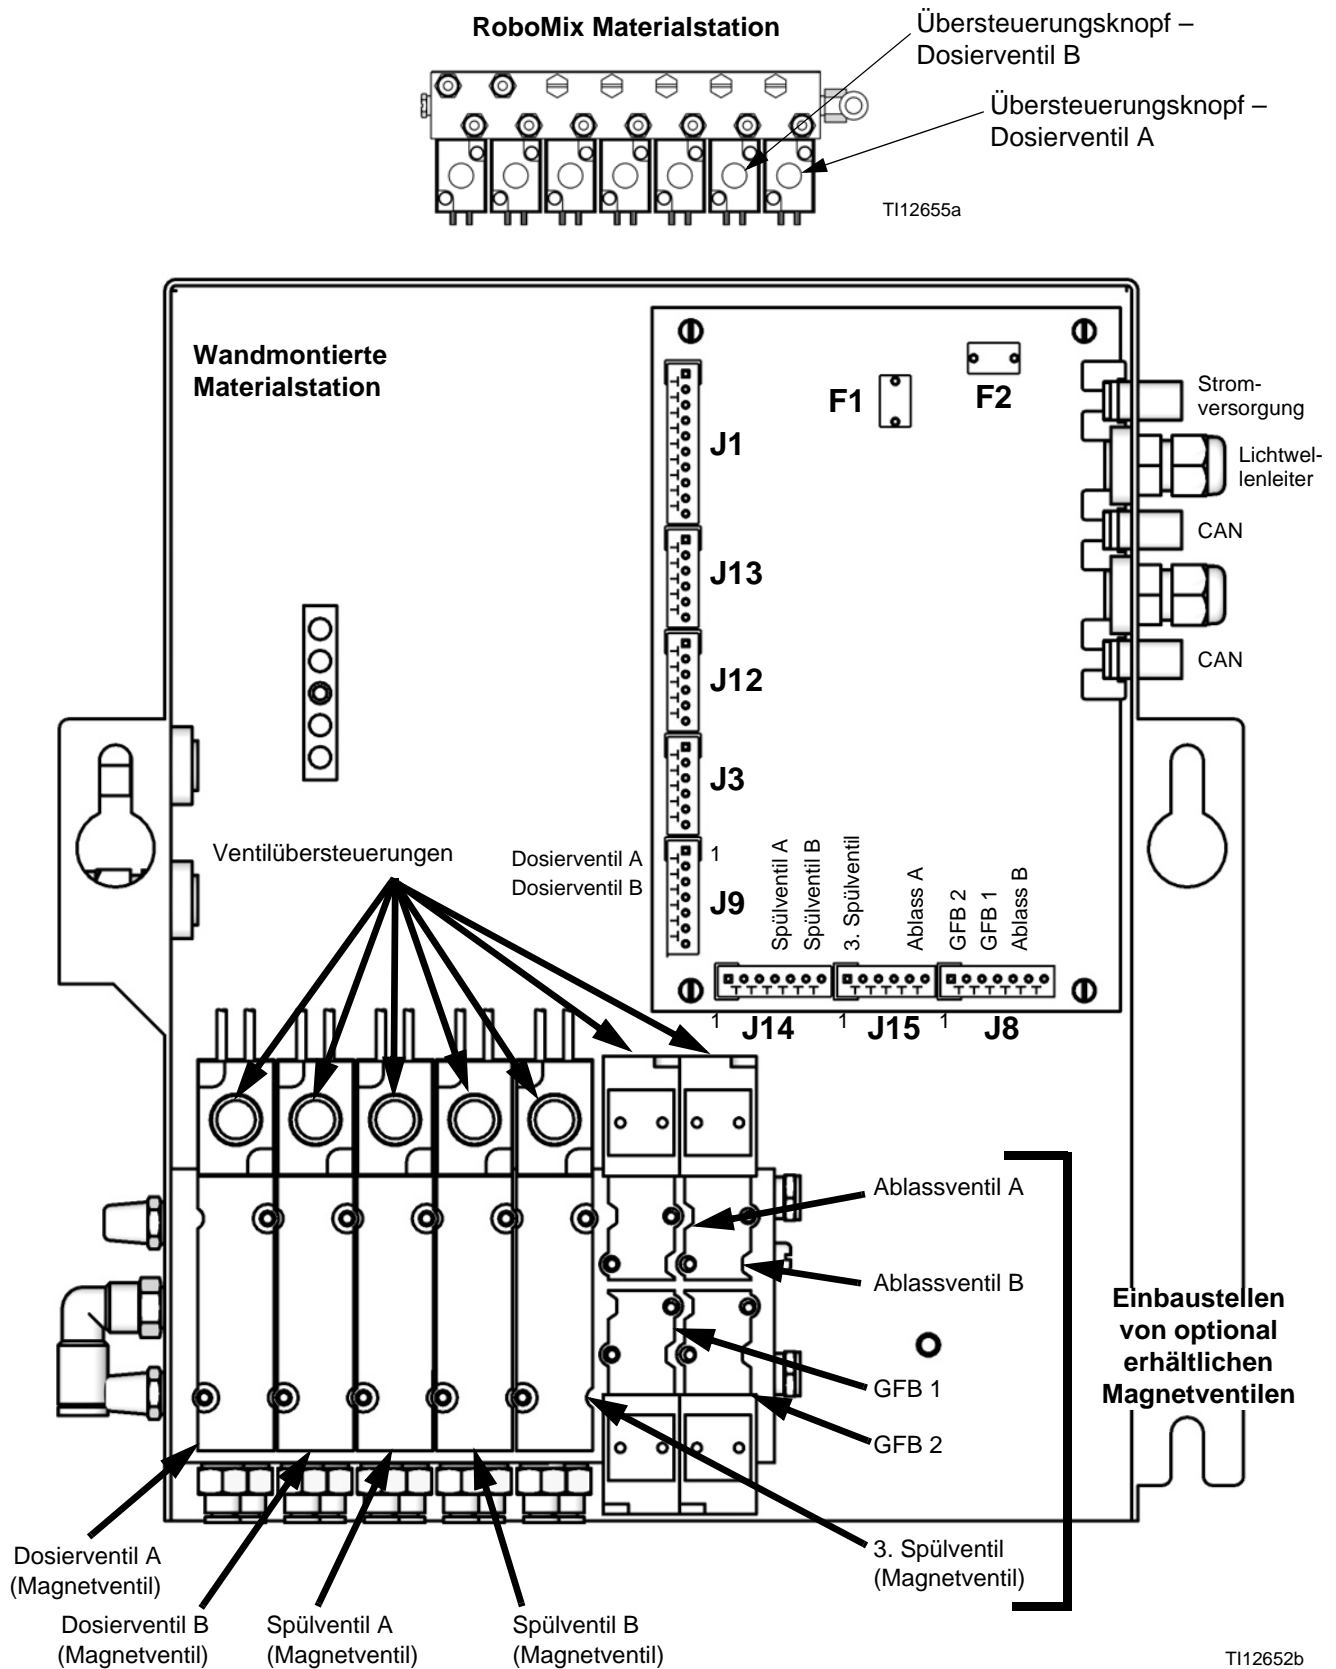 RoboMix Materialstation
Übersteuerungsknopf –
Dosierventil B
Übersteuerungsknopf –
Dosierventil A
TI12655a
Wandmontierte
Materialstation
F1
F2
Strom-
versorgung
Lichtwel-
lenleiter
CAN
CAN
J1
J13
J12
J3
J9
1
Ventilübersteuerungen
Dosierventil A
Dosierventil B
Spülventil A
Spülventil B
3. Spülventil
Ablass A
GFB 2
GFB 1
Ablass B
1
J14
1
J15
1
J8
Ablassventil A
Ablassventil B
GFB 1
GFB 2
Einbaustellen
von optional
erhältlichen
Magnetventilen
3. Spülventil
(Magnetventil)
Dosierventil A
(Magnetventil)
Dosierventil B
(Magnetventil)
Spülventil A
(Magnetventil)
Spülventil B
(Magnetventil)
TI12652b